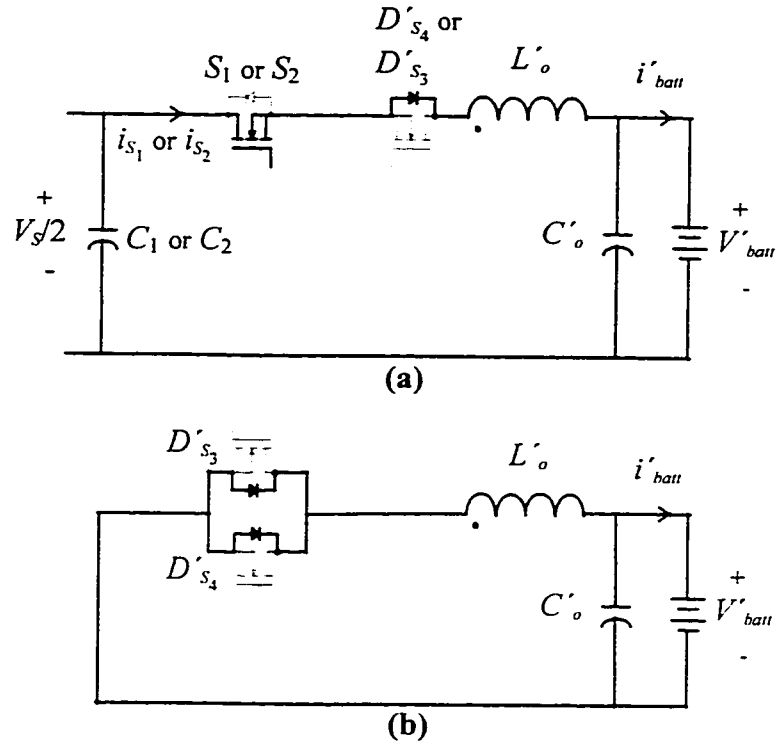 D´s₄ or
D´s₃
S₁ or S₂
L´ₒ
i´batt
iS₁ or iS₂
+
Vs/2
-
C₁ or C₂
C´ₒ
+
V´batt
-
(a)
D´s₃
L´ₒ
i´batt
D´s₄
C´ₒ
+
V´batt
-
(b)